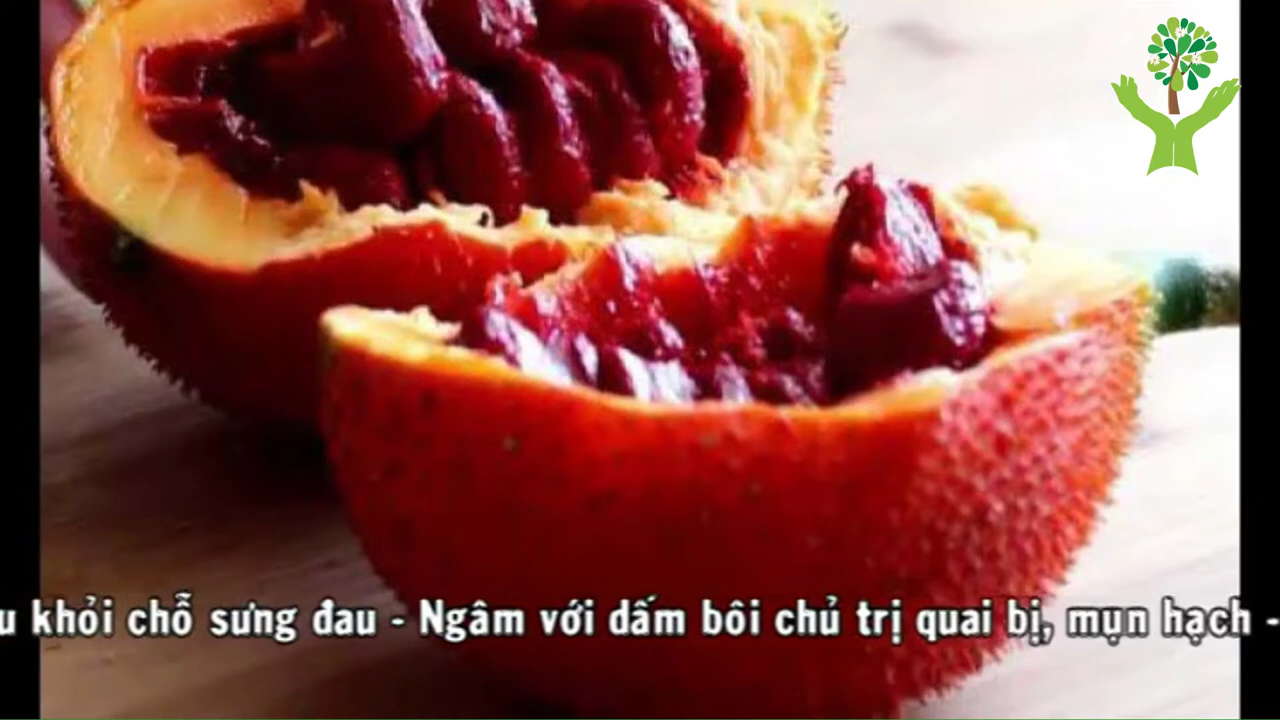 khỏi chỗ sưng đau - Ngâm với dấm bôi chủ trị quai bị, mụn hạch -